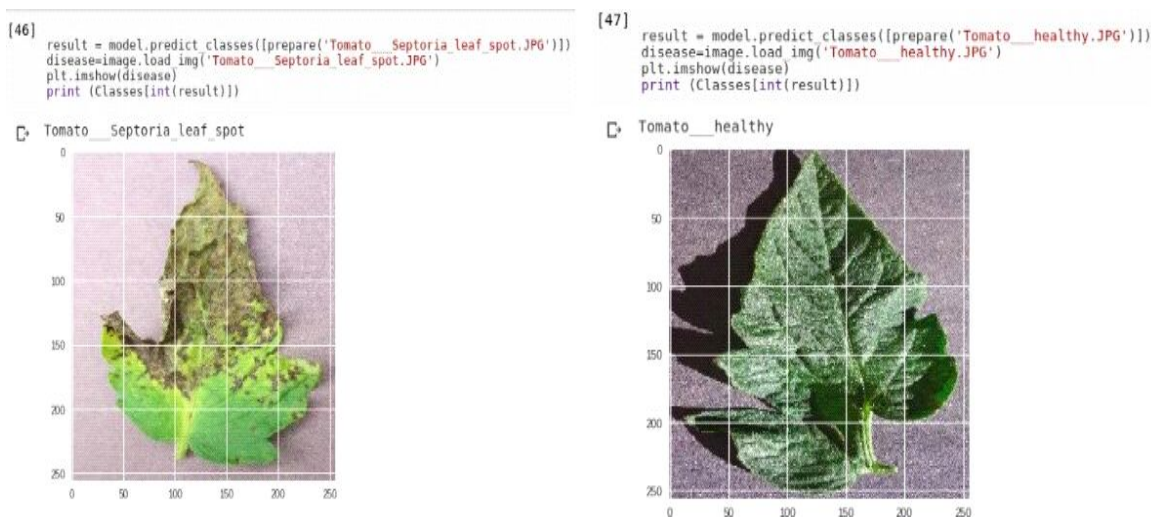 [46]
result = model.predict_classes([prepare('Tomato___Septoria_leaf_spot.JPG')])
disease=image.load_img('Tomato___Septoria_leaf_spot.JPG')
plt.imshow(disease)
print (Classes[int(result)])
Tomato___Septoria_leaf_spot
0
50
100
150
200
250
0 50 100 150 200 250
[47]
result = model.predict_classes([prepare('Tomato___healthy.JPG')])
disease=image.load_img('Tomato___healthy.JPG')
plt.imshow(disease)
print (Classes[int(result)])
Tomato___healthy
0
50
100
150
200
250
0 50 100 150 200 250